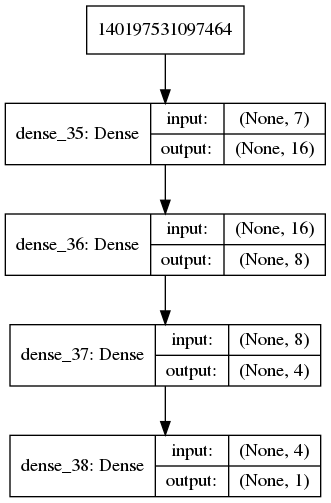 140197531097464
dense_35: Dense
input: (None, 7)
output: (None, 16)
dense_36: Dense
input: (None, 16)
output: (None, 8)
dense_37: Dense
input: (None, 8)
output: (None, 4)
dense_38: Dense
input: (None, 4)
output: (None, 1)